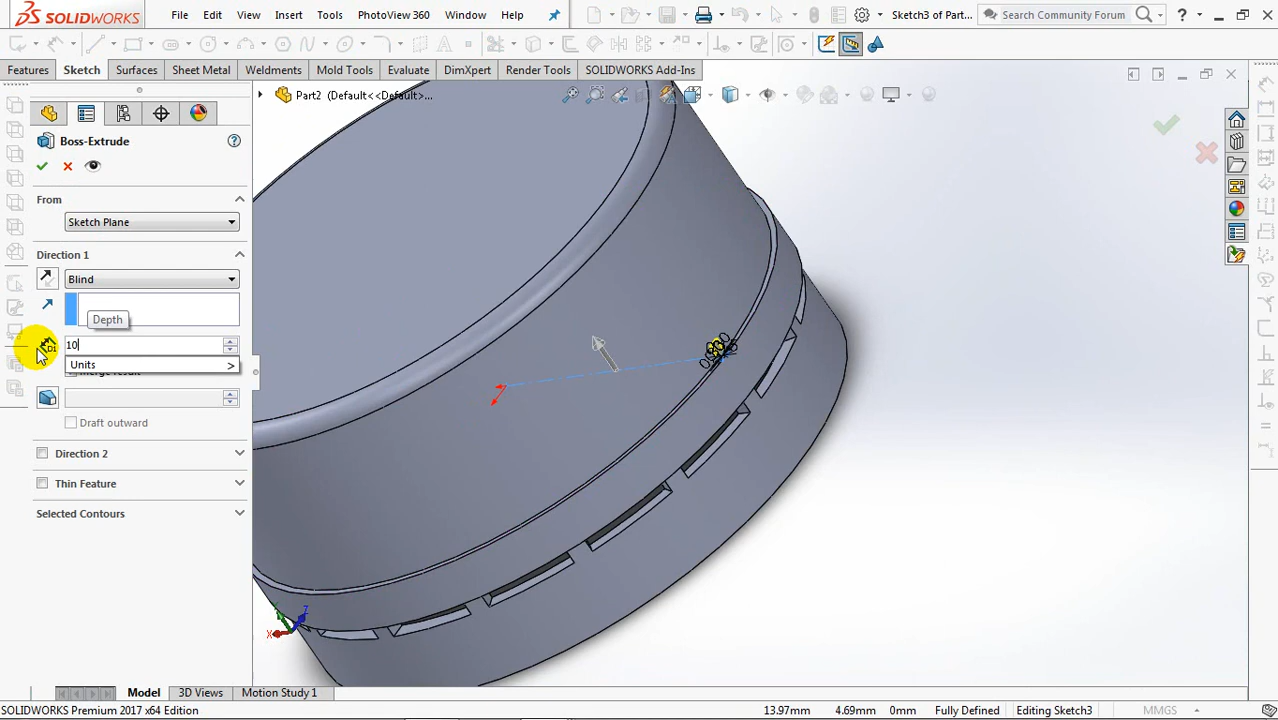 SOLIDWORKS File Edit View Insert Tools PhotoView 360 Window Help Sketch3 of Part... Search Community Forum ?
Features Sketch Surfaces Sheet Metal Weldments Mold Tools Evaluate DimXpert Render Tools SOLIDWORKS Add-Ins
Part2 (Default<<Default>...
Boss-Extrude
From
Sketch Plane
Direction 1
Blind
Depth
10
Units >
Merge result
Draft outward
Direction 2
Thin Feature
Selected Contours
Z
X
Model 3D Views Motion Study 1
SOLIDWORKS Premium 2017 x64 Edition 13.97mm 4.69mm 0mm Fully Defined Editing Sketch3 MMGS